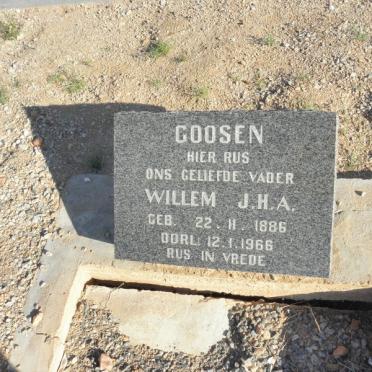 GOOSEN
HIER RUS
ONS GELIEFDE VADER
WILLEM J.H.A.
GEB. 22.11.1886
OORL. 12.1.1966
RUS IN VREDE